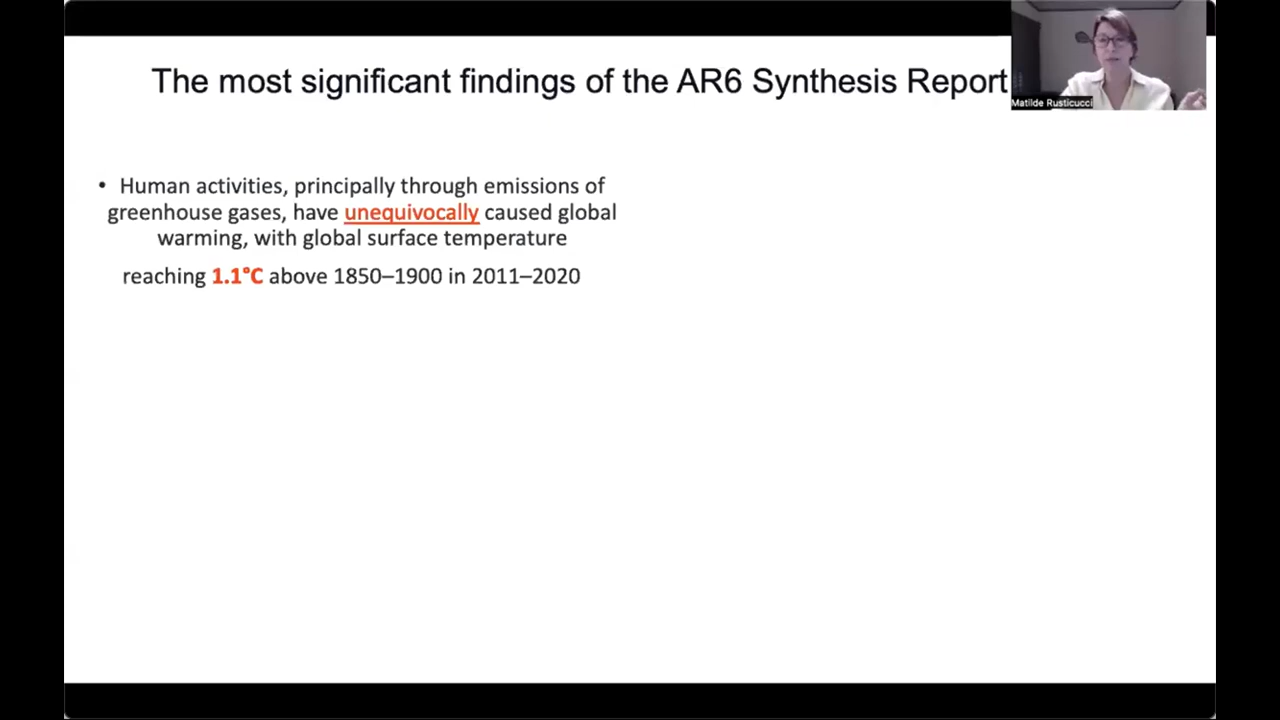 The most significant findings of the AR6 Synthesis Report
Matilde Rusticucci
• Human activities, principally through emissions of
greenhouse gases, have unequivocally caused global
warming, with global surface temperature
reaching 1.1°C above 1850–1900 in 2011–2020